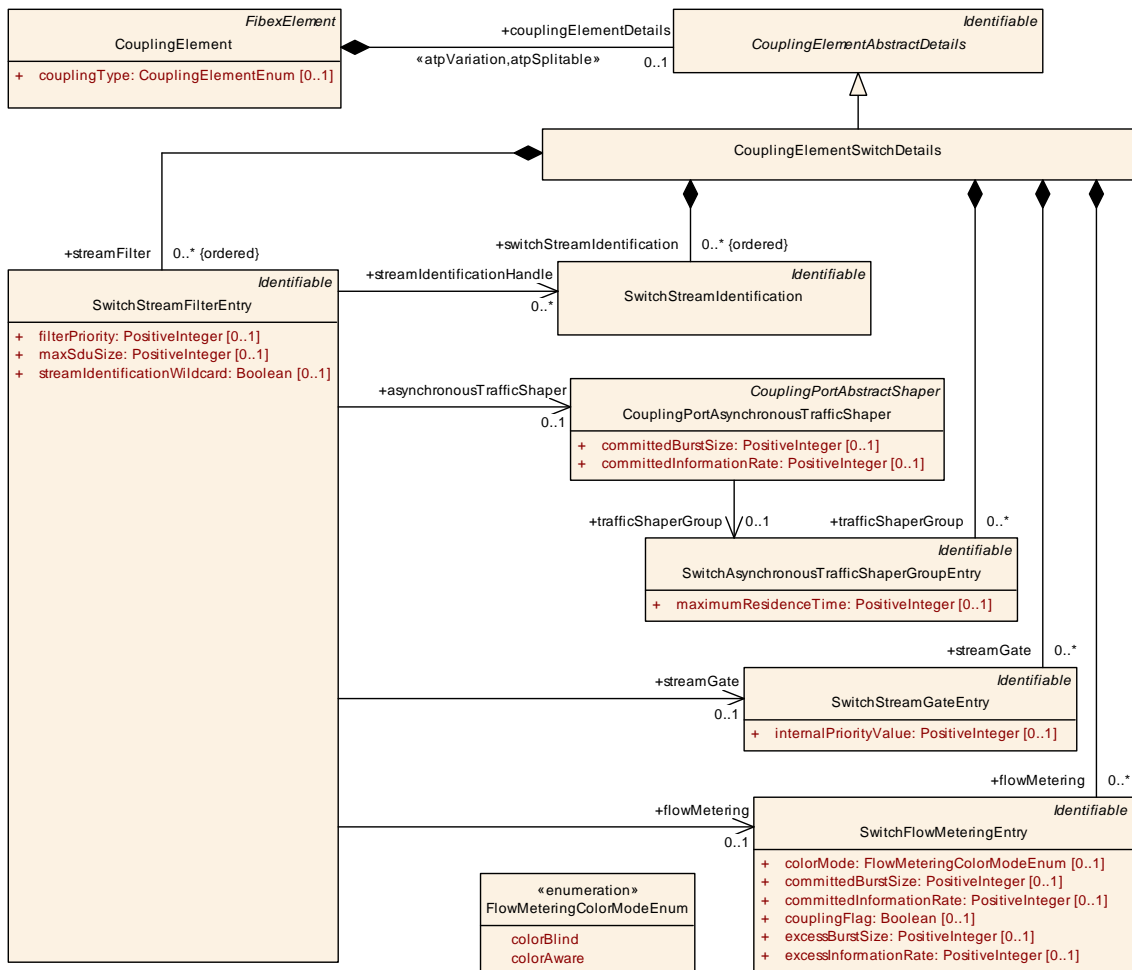 FibexElement
CouplingElement
+ couplingType: CouplingElementEnum [0..1]
+couplingElementDetails
«atpVariation,atpSplitable»
0..1
Identifiable
CouplingElementAbstractDetails
CouplingElementSwitchDetails
+streamFilter
0..* {ordered}
+switchStreamIdentification
0..* {ordered}
Identifiable
SwitchStreamFilterEntry
+ filterPriority: PositiveInteger [0..1]
+ maxSduSize: PositiveInteger [0..1]
+ streamIdentificationWildcard: Boolean [0..1]
+streamIdentificationHandle
0..*
Identifiable
SwitchStreamIdentification
+asynchronousTrafficShaper
0..1
CouplingPortAbstractShaper
CouplingPortAsynchronousTrafficShaper
+ committedBurstSize: PositiveInteger [0..1]
+ committedInformationRate: PositiveInteger [0..1]
+trafficShaperGroup
0..1
+trafficShaperGroup
0..*
Identifiable
SwitchAsynchronousTrafficShaperGroupEntry
+ maximumResidenceTime: PositiveInteger [0..1]
+streamGate
0..*
+streamGate
0..1
Identifiable
SwitchStreamGateEntry
+ internalPriorityValue: PositiveInteger [0..1]
+flowMetering
0..*
+flowMetering
0..1
Identifiable
SwitchFlowMeteringEntry
+ colorMode: FlowMeteringColorModeEnum [0..1]
+ committedBurstSize: PositiveInteger [0..1]
+ committedInformationRate: PositiveInteger [0..1]
+ couplingFlag: Boolean [0..1]
+ excessBurstSize: PositiveInteger [0..1]
+ excessInformationRate: PositiveInteger [0..1]
«enumeration»
FlowMeteringColorModeEnum
colorBlind
colorAware